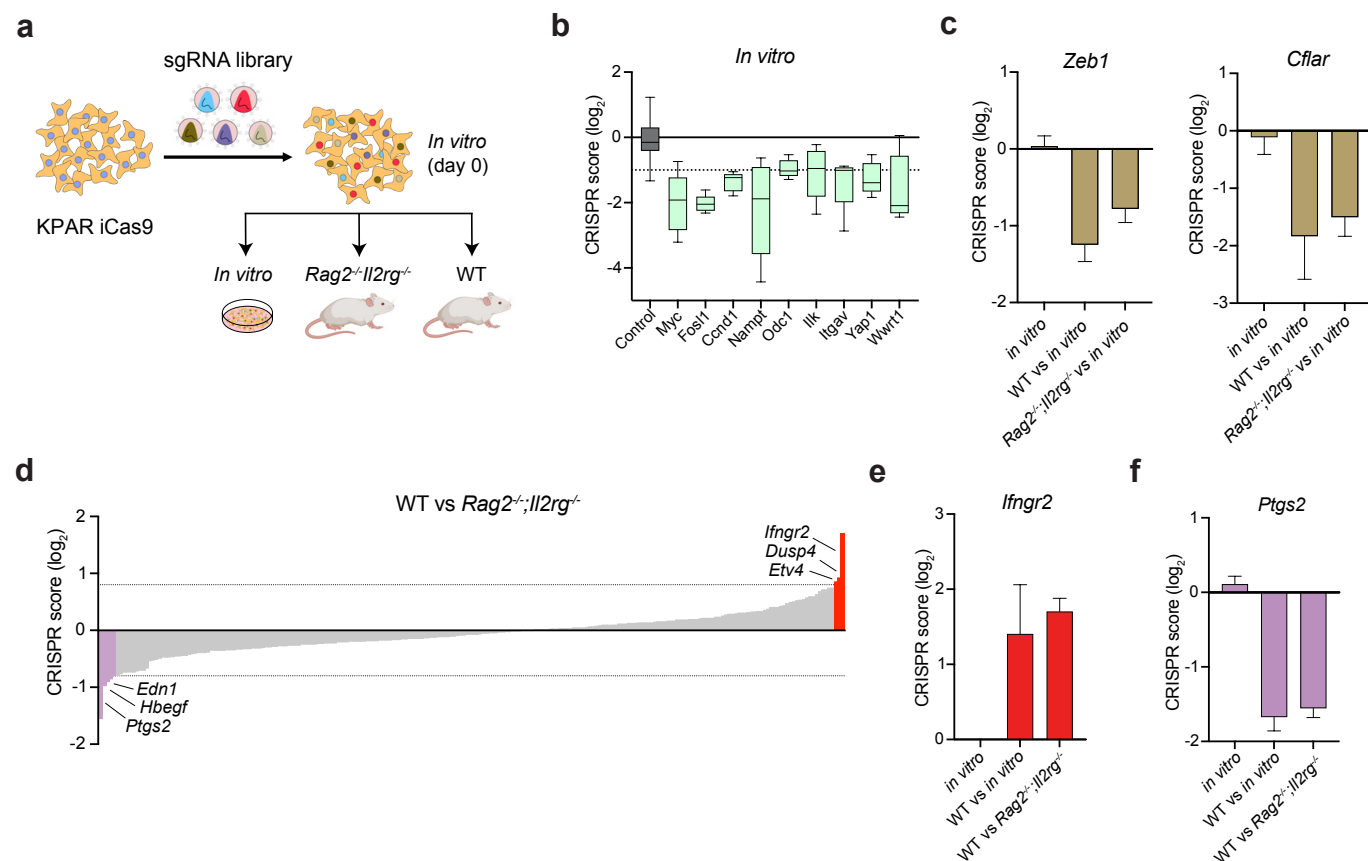 a
sgRNA library
KPAR iCas9
In vitro
(day 0)
In vitro
Rag2-/-Il2rg-/-
WT
b
In vitro
CRISPR score (log2)
2
0
-2
-4
Control
Myc
Fosl1
Ccnd1
Nampt
Odc1
Ilk
Itgav
Yap1
Wwrt1
c
Zeb1
CRISPR score (log2)
1
0
-1
-2
in vitro
WT vs in vitro
Rag2-/-;Il2rg-/- vs in vitro
Cflar
CRISPR score (log2)
1
0
-1
-2
-3
in vitro
WT vs in vitro
Rag2-/-;Il2rg-/- vs in vitro
d
WT vs Rag2-/-;Il2rg-/-
CRISPR score (log2)
2
1
0
-1
-2
Ifngr2
Dusp4
Etv4
Edn1
Hbegf
Ptgs2
e
Ifngr2
CRISPR score (log2)
3
2
1
0
in vitro
WT vs in vitro
WT vs Rag2-/-;Il2rg-/-
f
Ptgs2
CRISPR score (log2)
1
0
-1
-2
in vitro
WT vs in vitro
WT vs Rag2-/-;Il2rg-/-